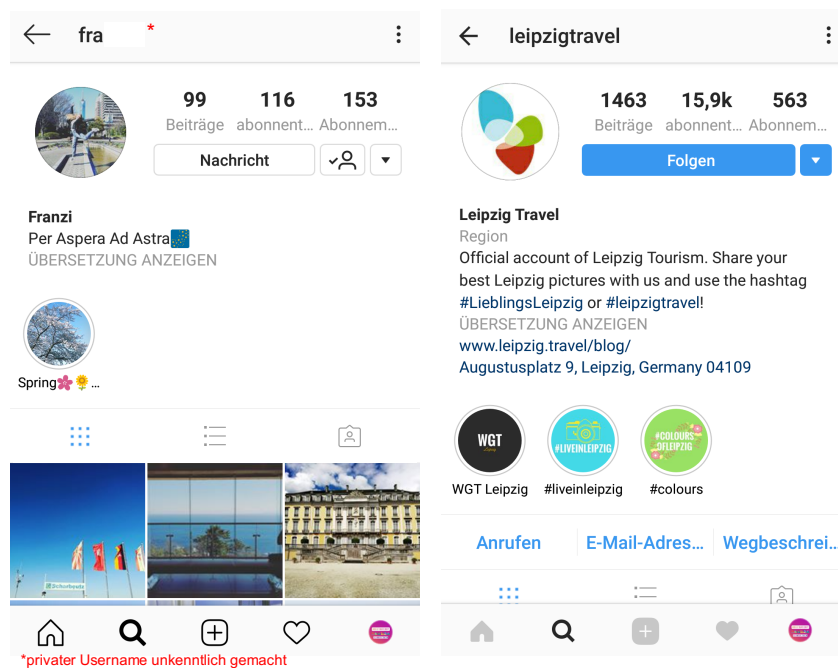 fra *
99 116 153
Beiträge abonnent... Abonnem...
Nachricht
Franzi
Per Aspera Ad Astra
ÜBERSETZUNG ANZEIGEN
Spring...
*privater Username unkenntlich gemacht
leipzigtravel
1463 15,9k 563
Beiträge abonnent... Abonnem...
Folgen
Leipzig Travel
Region
Official account of Leipzig Tourism. Share your
best Leipzig pictures with us and use the hashtag
#LieblingsLeipzig or #leipzigtravel!
ÜBERSETZUNG ANZEIGEN
www.leipzig.travel/blog/
Augustusplatz 9, Leipzig, Germany 04109
WGT
#LIVEINLEIPZIG
#COLOURS
OFLEIPZIG
WGT Leipzig #liveinleipzig #colours
Anrufen E-Mail-Adres... Wegbeschrei...